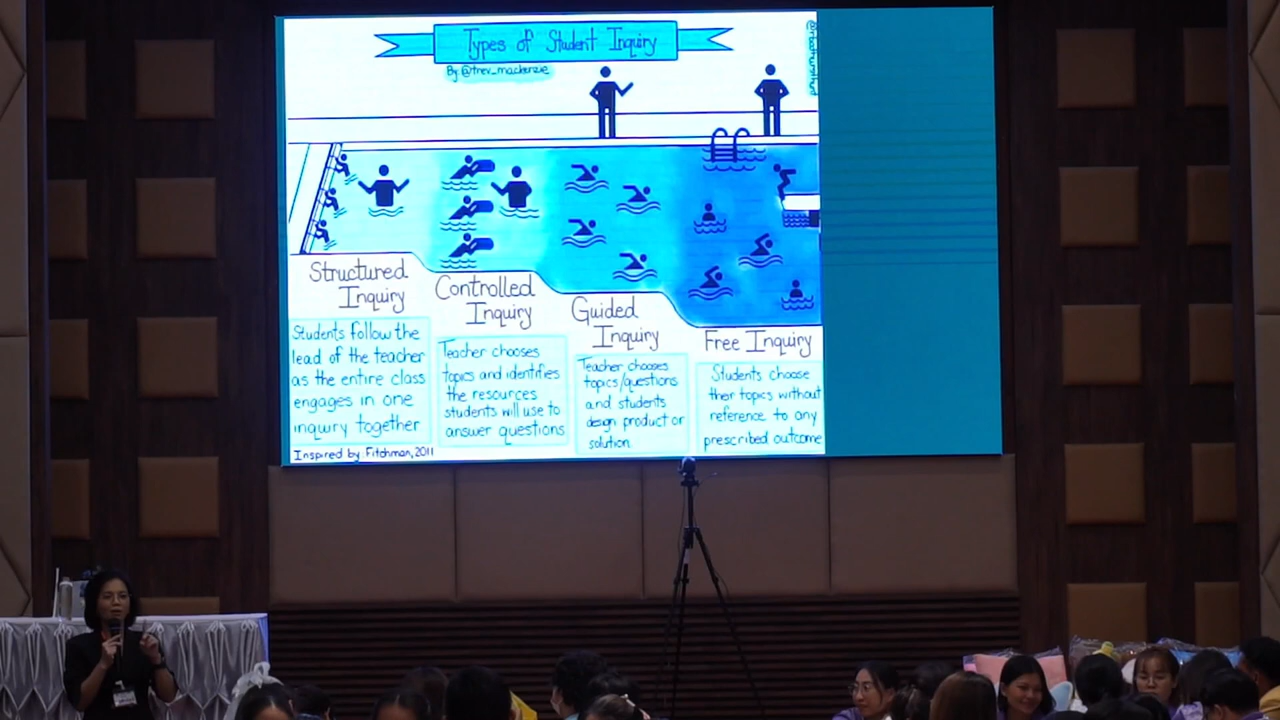 Types of Student Inquiry
By @trev_mackenzie
Structured
Inquiry
Students follow the
lead of the teacher
as the entire class
engages in one
inquiry together
Controlled
Inquiry
Teacher chooses
topics and identifies
the resources
students will use to
answer questions
Guided
Inquiry
Teacher chooses
topics/questions
and students
design product or
solution
Free Inquiry
Students choose
ther topics without
reference to any
prescribed outcome
Inspired by: Fitchman, 2011